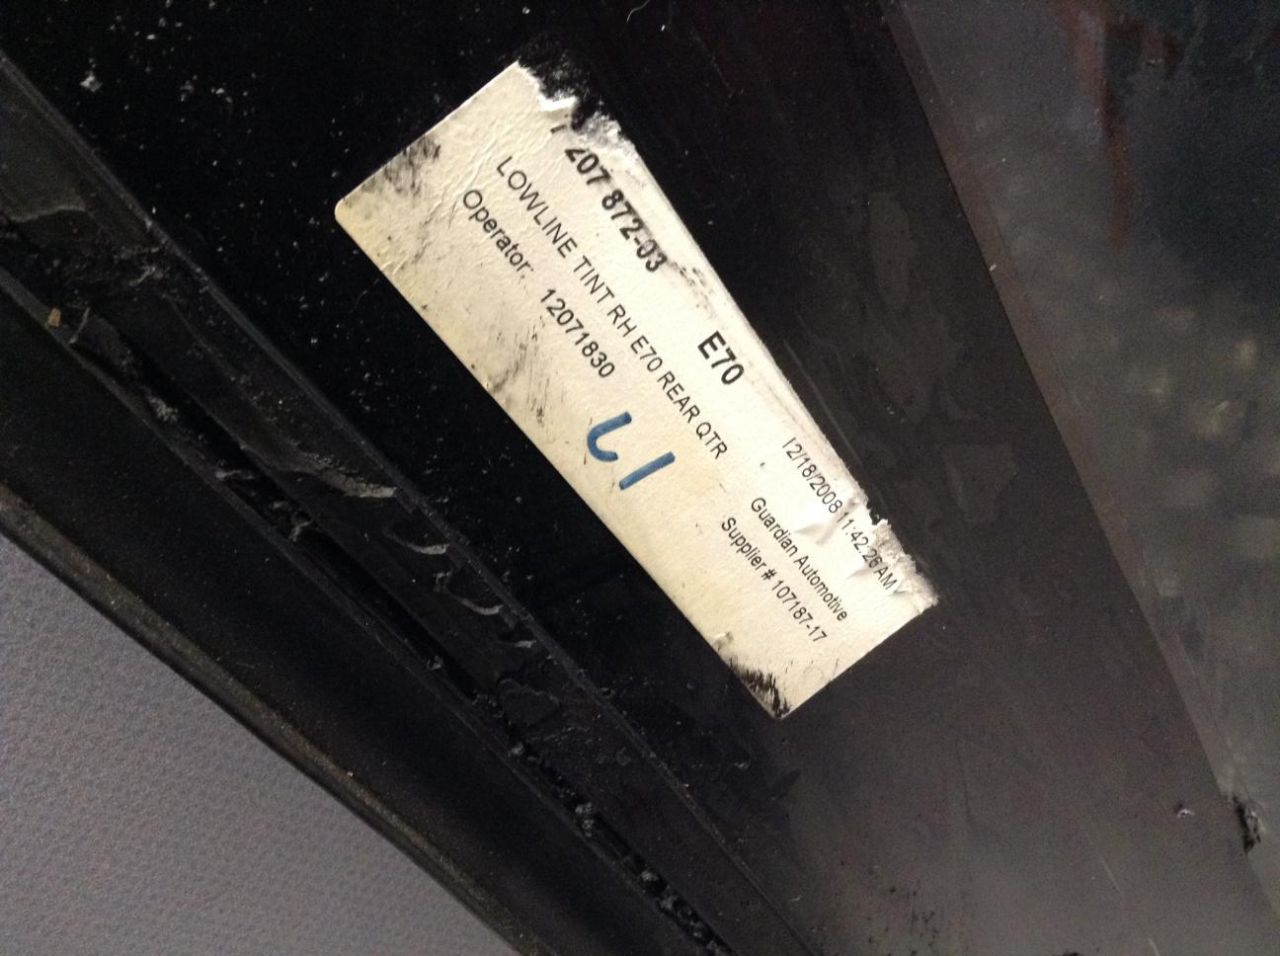 207 872-03 E70 12/18/2008 11:42:26 AM
LOWLINE TINT RH E70 REAR QTR Guardian Automotive
Operator: 12071830 Supplier # 107187-17